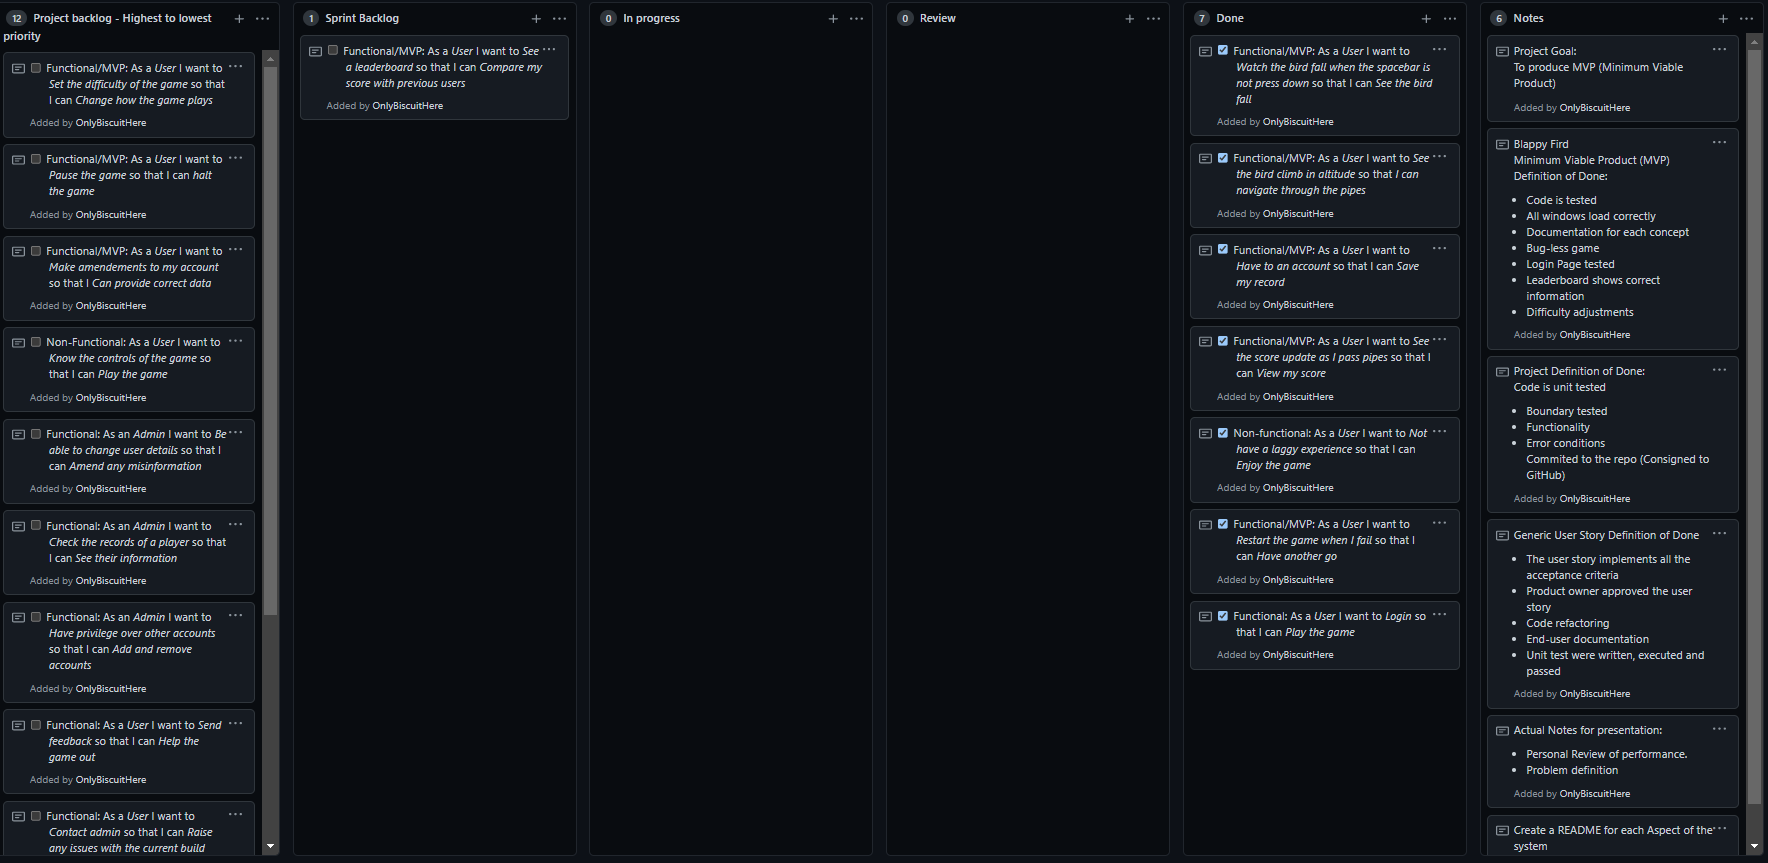 12 Project backlog - Highest to lowest
priority
Functional/MVP: As a User I want to
Set the difficulty of the game so that
I can Change how the game plays
Added by OnlyBiscuitHere
Functional/MVP: As a User I want to
Pause the game so that I can halt
the game
Added by OnlyBiscuitHere
Functional/MVP: As a User I want to
Make amendements to my account
so that I Can provide correct data
Added by OnlyBiscuitHere
Non-Functional: As a User I want to
Know the controls of the game so
that I can Play the game
Added by OnlyBiscuitHere
Functional: As an Admin I want to Be
able to change user details so that I
can Amend any misinformation
Added by OnlyBiscuitHere
Functional: As an Admin I want to
Check the records of a player so that
I can See their information
Added by OnlyBiscuitHere
Functional: As an Admin I want to
Have privilege over other accounts
so that I can Add and remove
accounts
Added by OnlyBiscuitHere
Functional: As a User I want to Send
feedback so that I can Help the
game out
Added by OnlyBiscuitHere
Functional: As a User I want to
Contact admin so that I can Raise
any issues with the current build
1 Sprint Backlog
Functional/MVP: As a User I want to See
a leaderboard so that I can Compare my
score with previous users
Added by OnlyBiscuitHere
0 In progress
0 Review
7 Done
Functional/MVP: As a User I want to
Watch the bird fall when the spacebar is
not press down so that I can See the bird
fall
Added by OnlyBiscuitHere
Functional/MVP: As a User I want to See
the bird climb in altitude so that I can
navigate through the pipes
Added by OnlyBiscuitHere
Functional/MVP: As a User I want to
Have to an account so that I can Save
my record
Added by OnlyBiscuitHere
Functional/MVP: As a User I want to See
the score update as I pass pipes so that I
can View my score
Added by OnlyBiscuitHere
Non-functional: As a User I want to Not
have a laggy experience so that I can
Enjoy the game
Added by OnlyBiscuitHere
Functional/MVP: As a User I want to
Restart the game when I fail so that I
can Have another go
Added by OnlyBiscuitHere
Functional: As a User I want to Login so
that I can Play the game
Added by OnlyBiscuitHere
6 Notes
Project Goal:
To produce MVP (Minimum Viable
Product)
Added by OnlyBiscuitHere
Blappy Fird
Minimum Viable Product (MVP)
Definition of Done:
• Code is tested
• All windows load correctly
• Documentation for each concept
• Bug-less game
• Login Page tested
• Leaderboard shows correct
information
• Difficulty adjustments
Added by OnlyBiscuitHere
Project Definition of Done:
Code is unit tested
• Boundary tested
• Functionality
• Error conditions
Commited to the repo (Consigned to
GitHub)
Added by OnlyBiscuitHere
Generic User Story Definition of Done
• The user story implements all the
acceptance criteria
• Product owner approved the user
story
• Code refactoring
• End-user documentation
• Unit test were written, executed and
passed
Added by OnlyBiscuitHere
Actual Notes for presentation:
• Personal Review of performance.
• Problem definition
Added by OnlyBiscuitHere
Create a README for each Aspect of the
system